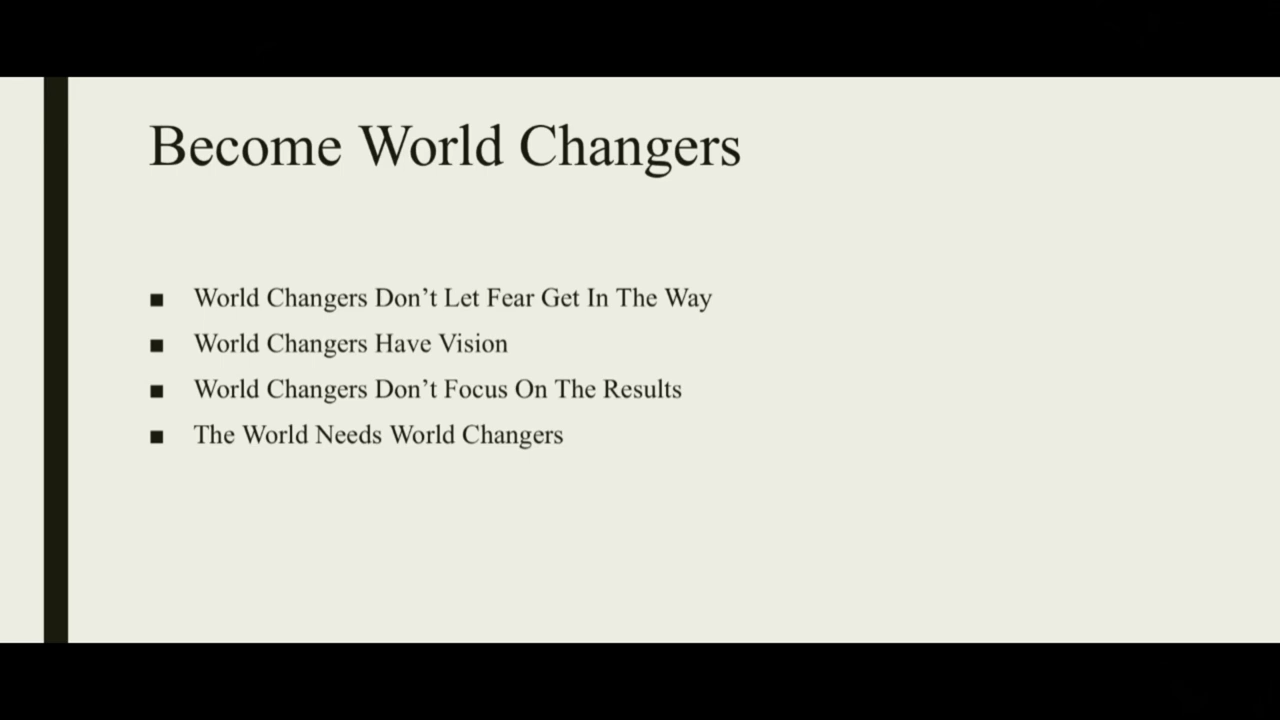 Become World Changers
■ World Changers Don’t Let Fear Get In The Way
■ World Changers Have Vision
■ World Changers Don’t Focus On The Results
■ The World Needs World Changers